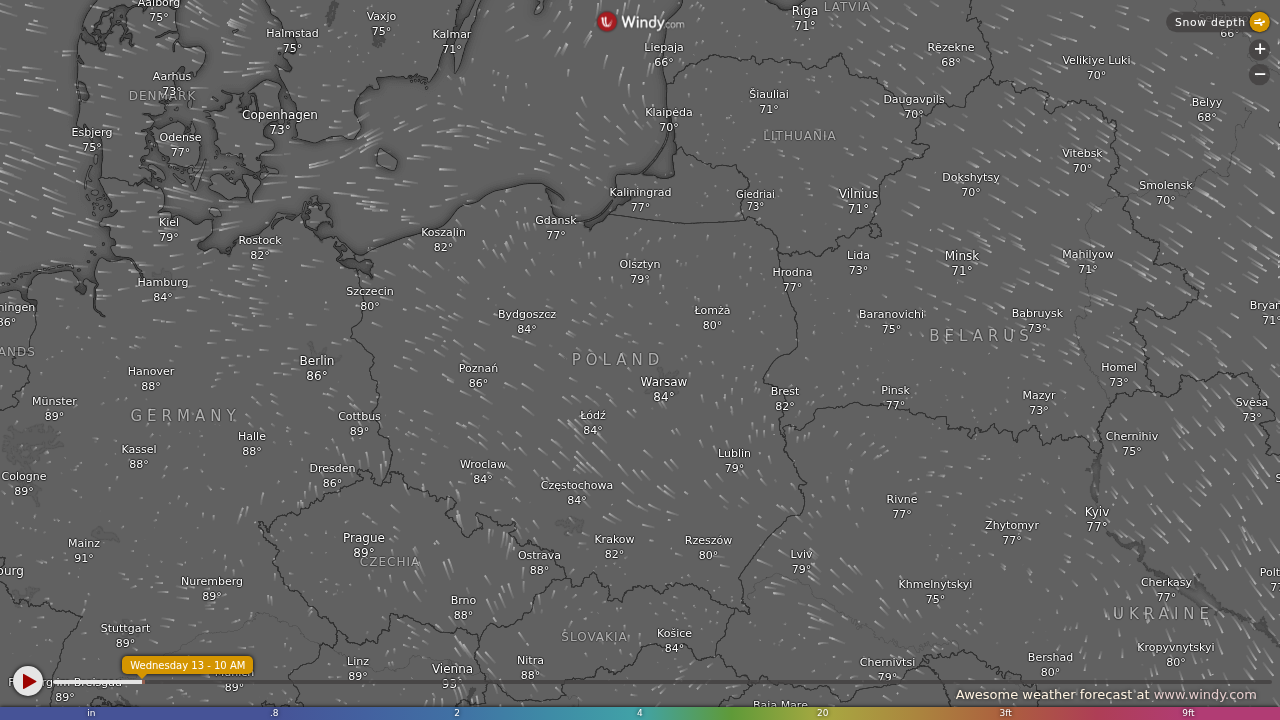 Aalborg
75°
Vaxjo
75°
Halmstad
75°
Kalmar
71°
Windy.com
Riga
71°
LATVIA
Snow depth
66°
Liepaja
66°
Rēzekne
68°
Velikiye Luki
70°
Aarhus
73°
DENMARK
Copenhagen
73°
Šiauliai
71°
Daugavpils
70°
Belyy
68°
Klaipėda
70°
Esbjerg
75°
Odense
77°
LITHUANIA
Vitebsk
70°
Dokshytsy
70°
Smolensk
70°
Kaliningrad
77°
Giedriai
73°
Vilnius
71°
Kiel
79°
Rostock
82°
Koszalin
82°
Gdansk
77°
Olsztyn
79°
Lida
73°
Minsk
71°
Mahilyow
71°
Hrodna
77°
Hamburg
84°
Szczecin
80°
Bydgoszcz
84°
Łomża
80°
Baranovichi
75°
Babruysk
73°
BELARUS
Berlin
86°
POLAND
Hanover
88°
Poznań
86°
Warsaw
84°
Brest
82°
Pinsk
77°
Homel
73°
Mazyr
73°
Münster
89°
GERMANY
Cottbus
89°
Łódź
84°
Svesa
73°
Halle
88°
Kassel
88°
Chernihiv
75°
Lublin
79°
Dresden
86°
Wroclaw
84°
Cologne
89°
Częstochowa
84°
Rivne
77°
Kyiv
77°
Zhytomyr
77°
Mainz
91°
Prague
89°
CZECHIA
Krakow
82°
Rzeszów
80°
Ostrava
88°
Lviv
79°
Nuremberg
89°
Khmelnytskyi
75°
Cherkasy
77°
Brno
88°
UKRAINE
Stuttgart
89°
SLOVAKIA
Košice
84°
Kropyvnytskyi
80°
Linz
89°
Vienna
93°
Nitra
88°
Chernivtsi
79°
Bershad
80°
Wednesday 13 - 10 AM
89°
89°
Baia Mare
Awesome weather forecast at www.windy.com
in .8 2 4 20 3ft 9ft